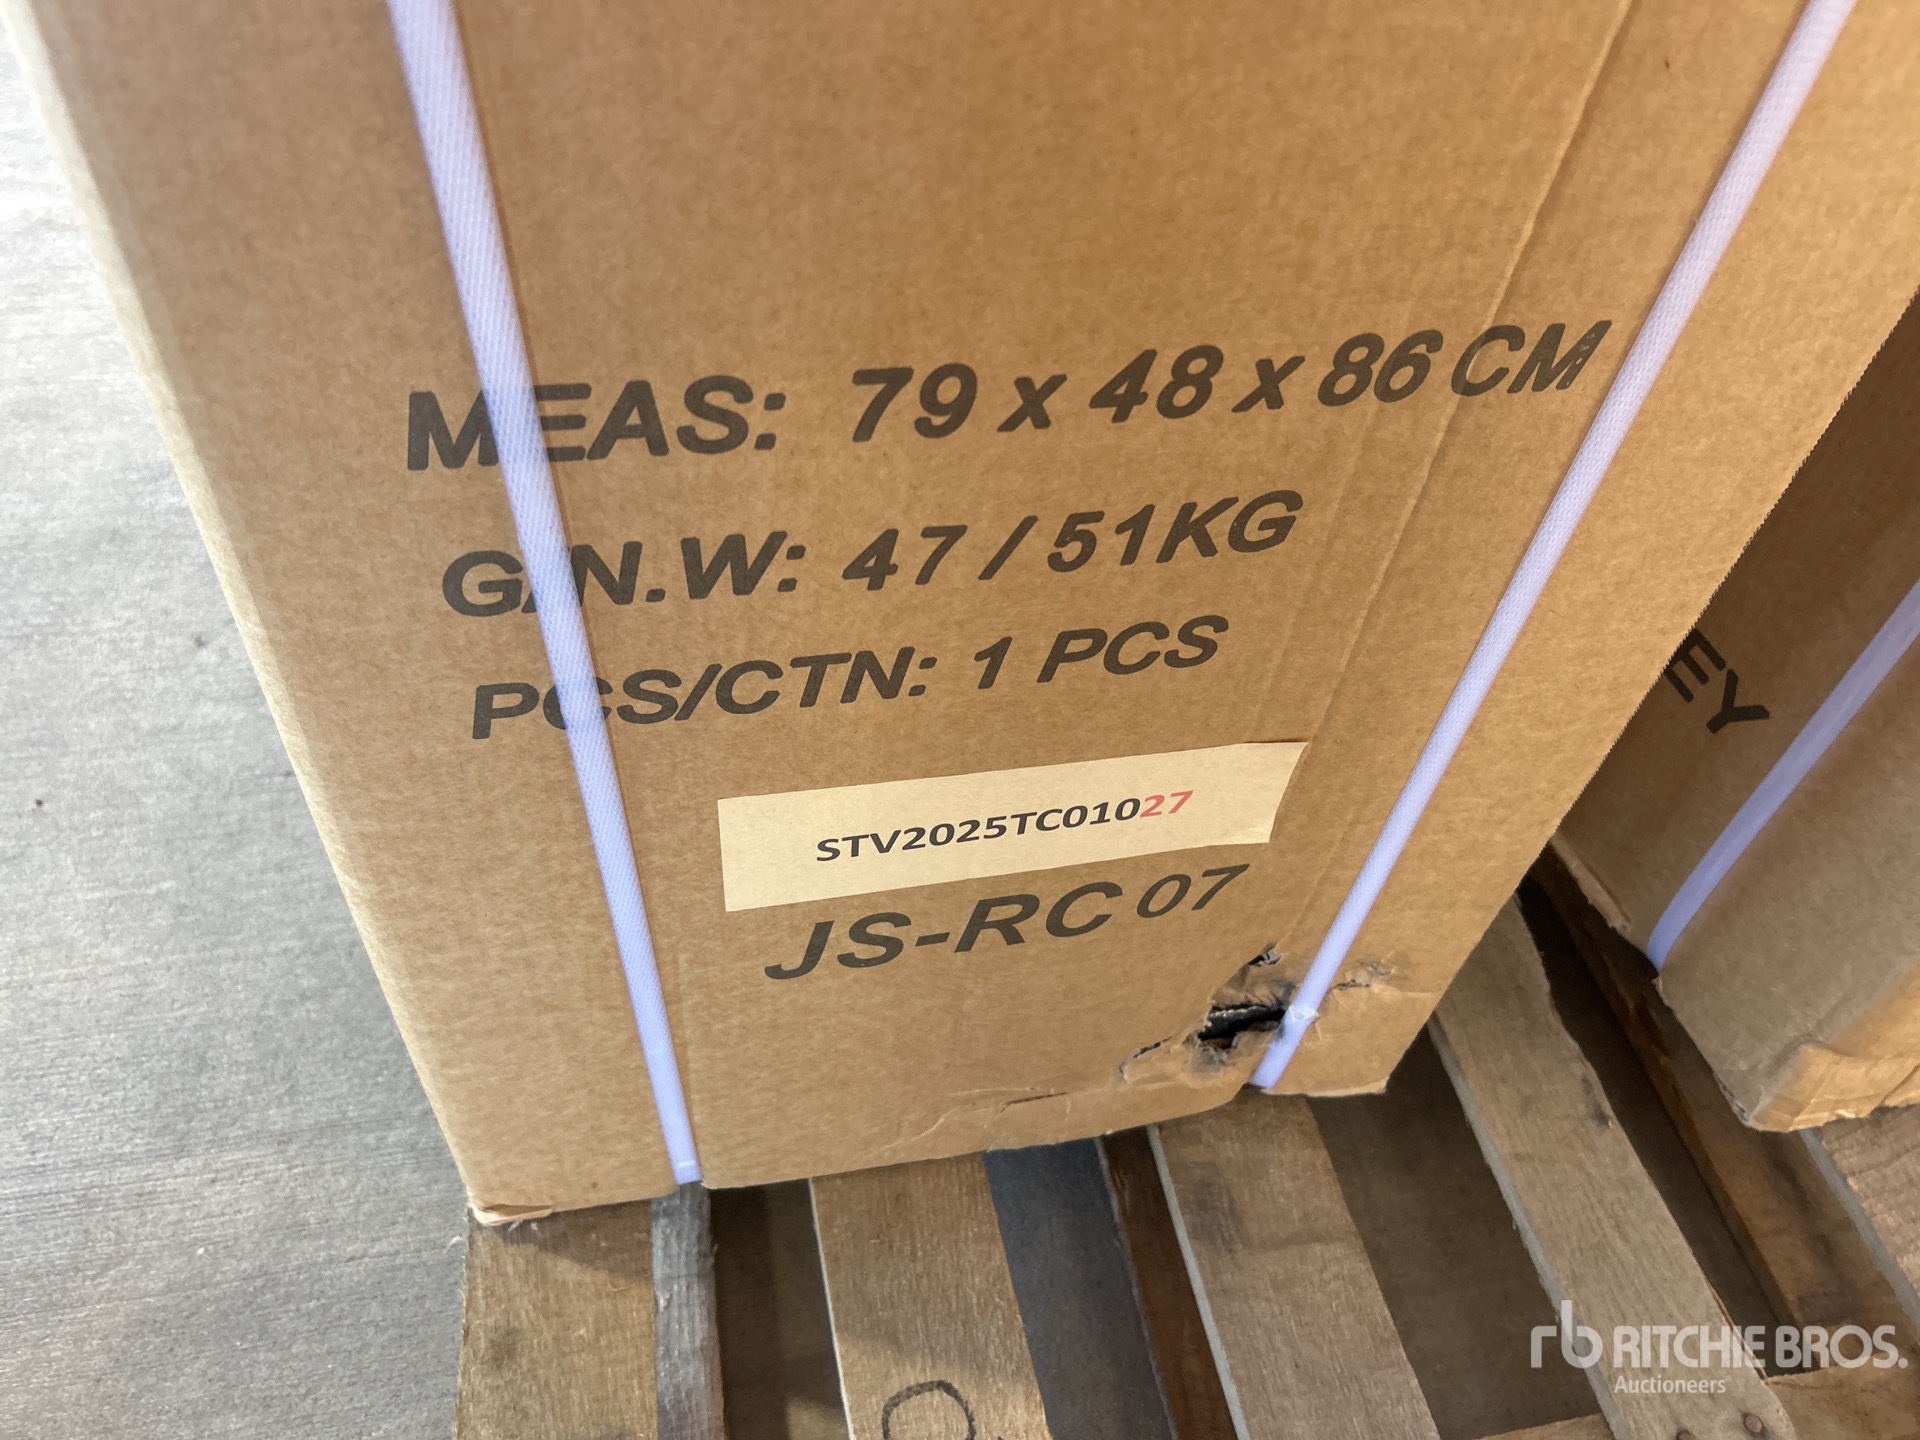 MEAS: 79 x 48 x 86 CM
G/N.W: 47 / 51KG
PCS/CTN: 1 PCS
STV2025TC01027
JS-RC 07
EY
rb RITCHIE BROS.
Auctioneers